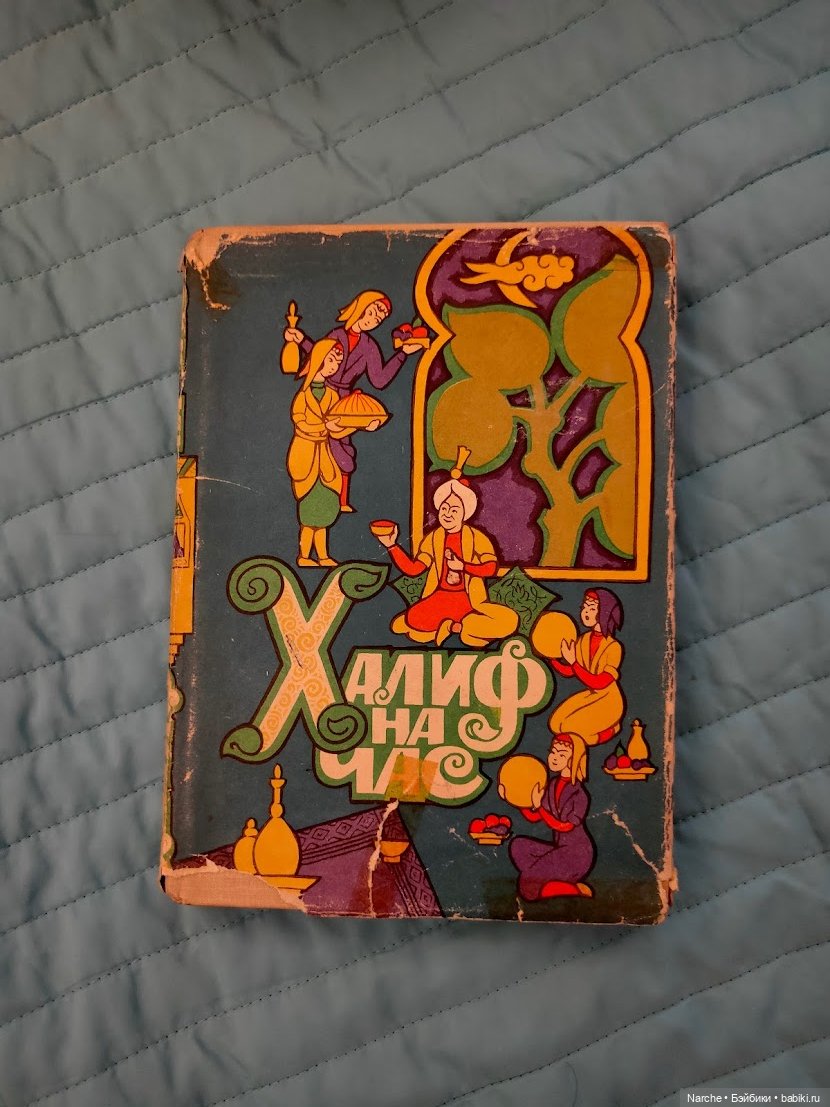 Халиф
на
час
Narche • Бэйбики • babiki.ru